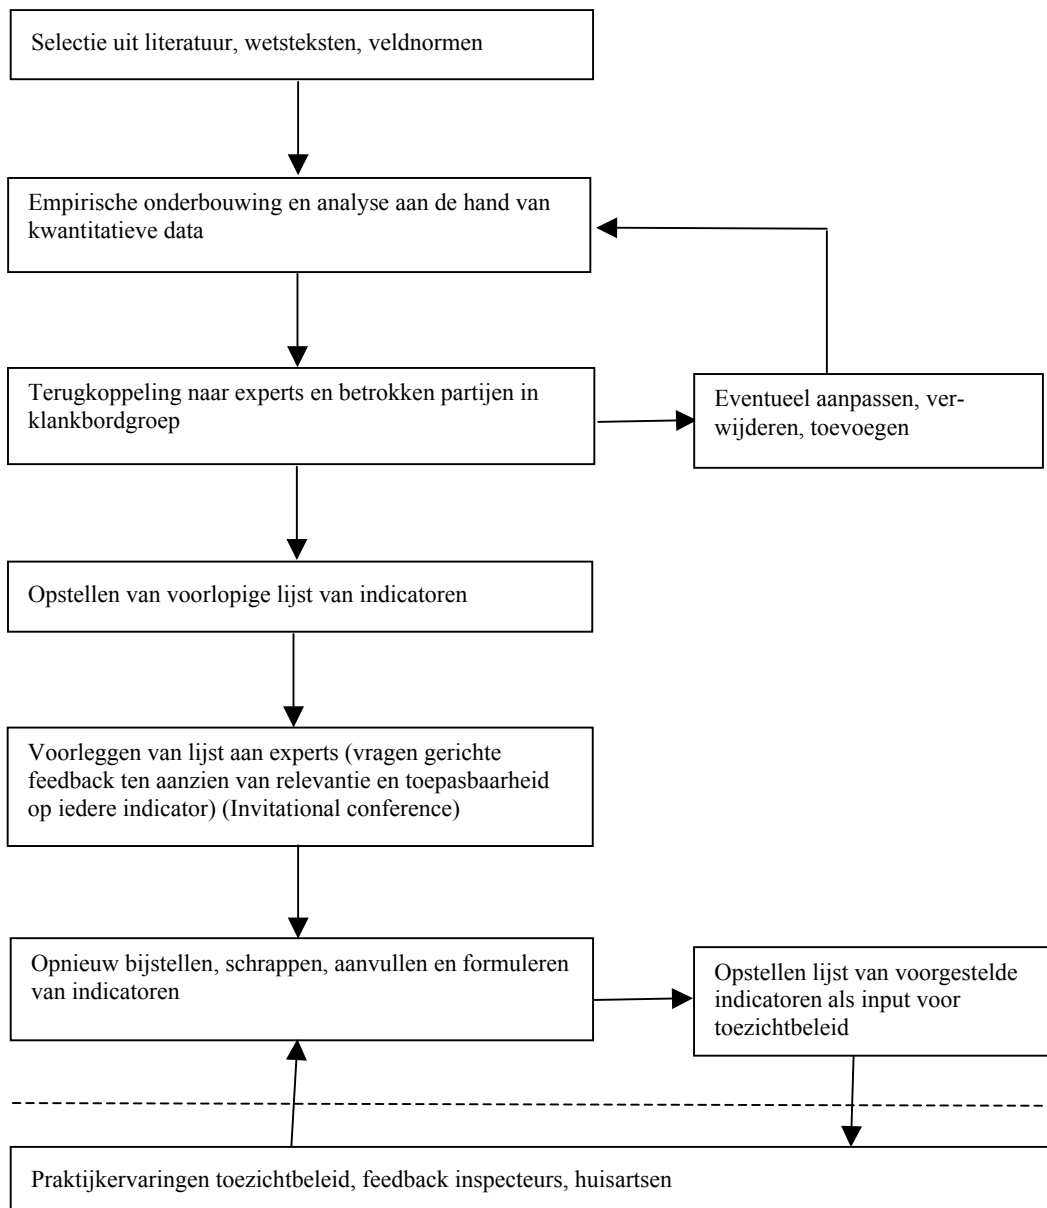 Selectie uit literatuur, wetsteksten, veldnormen
Empirische onderbouwing en analyse aan de hand van
kwantitatieve data
Terugkoppeling naar experts en betrokken partijen in
klankbordgroep
Eventueel aanpassen, ver-
wijderen, toevoegen
Opstellen van voorlopige lijst van indicatoren
Voorleggen van lijst aan experts (vragen gerichte
feedback ten aanzien van relevantie en toepasbaarheid
op iedere indicator) (Invitational conference)
Opnieuw bijstellen, schrappen, aanvullen en formuleren
van indicatoren
Opstellen lijst van voorgestelde
indicatoren als input voor
toezichtbeleid
Praktijkervaringen toezichtbeleid, feedback inspecteurs, huisartsen